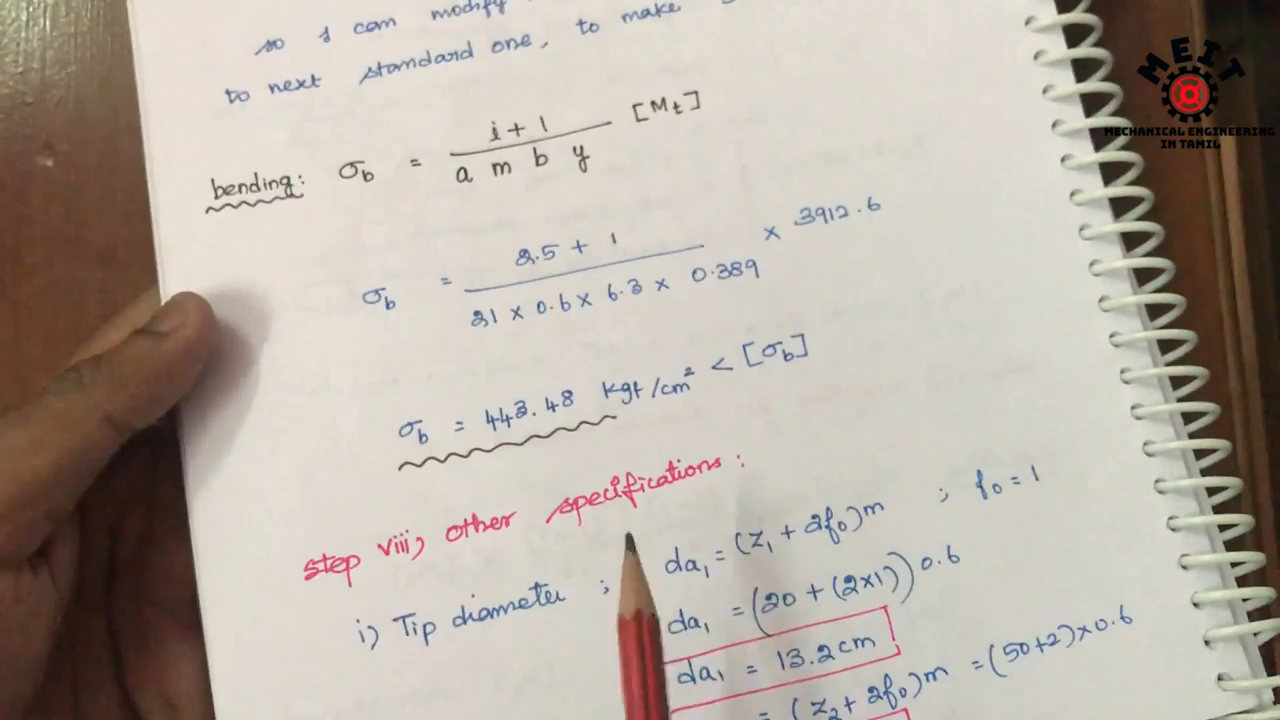 so I can modify
to next standard one, to make
MEIT
MECHANICAL ENGINEERING
IN TAMIL
bending: σb = i+1 / a m b y [Mt]
σb = 2.5 + 1 / 21 × 0.6 × 6.3 × 0.389 × 3912.6
σb = 443.48 kgf/cm² < [σb]
step viii, other specifications:
i) Tip diameter ; da₁ = (z₁ + 2f₀)m ; f₀ = 1
da₁ = (20 + (2×1)) 0.6
da₁ = 13.2cm
= (z₂ + 2f₀)m = (50+2)×0.6